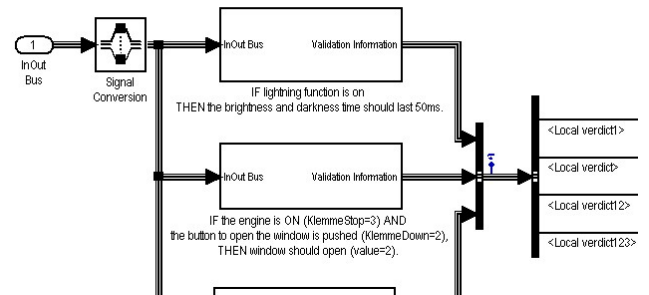 1
InOut
Bus
Signal
Conversion
InOut Bus
Validation Information
IF lightning function is on
THEN the brightness and darkness time should last 50ms.
InOut Bus
Validation Information
IF the engine is ON (KlemmeStop=3) AND
the button to open the window is pushed (KlemmeDown=2),
THEN window should open (value=2).
<Local verdict1>
<Local verdict>
<Local verdict12>
<Local verdict123>